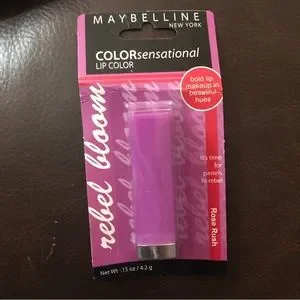 MAYBELLINE
NEW YORK
COLORsensational
LIP COLOR
bold lip
makeup in
beautiful
hues
rebel bloom
It's time
for
pastels
to rebel
Rose Rush
Net Wt. .15 oz / 4.2 g